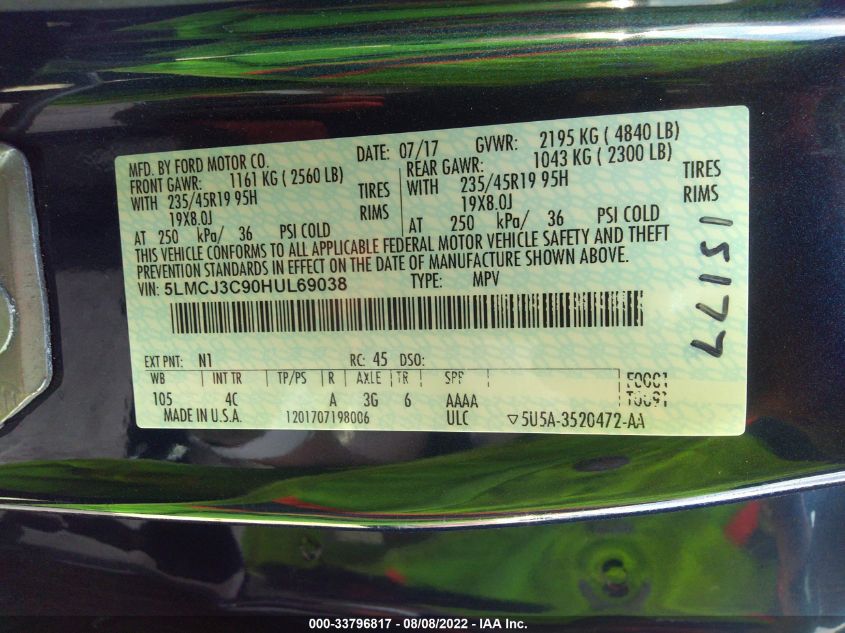 MFD. BY FORD MOTOR CO. DATE: 07/17 GVWR: 2195 KG ( 4840 LB)
FRONT GAWR: 1161 KG ( 2560 LB) REAR GAWR: 1043 KG ( 2300 LB)
WITH 235/45R19 95H TIRES WITH 235/45R19 95H TIRES
19X8.0J RIMS 19X8.0J RIMS
AT 250 kPa/ 36 PSI COLD AT 250 kPa/ 36 PSI COLD
THIS VEHICLE CONFORMS TO ALL APPLICABLE FEDERAL MOTOR VEHICLE SAFETY AND THEFT
PREVENTION STANDARDS IN EFFECT ON THE DATE OF MANUFACTURE SHOWN ABOVE.
VIN: 5LMCJ3C90HUL69038 TYPE: MPV
15177
EXT PNT: N1 RC: 45 DSO:
WB INT TR TP/PS R AXLE TR SPF
105 4C A 3G 6 AAAA
MADE IN U.S.A. 1201707198006 ULC ▽5U5A-3520472-AA
000-33796817 - 08/08/2022 - IAA Inc.